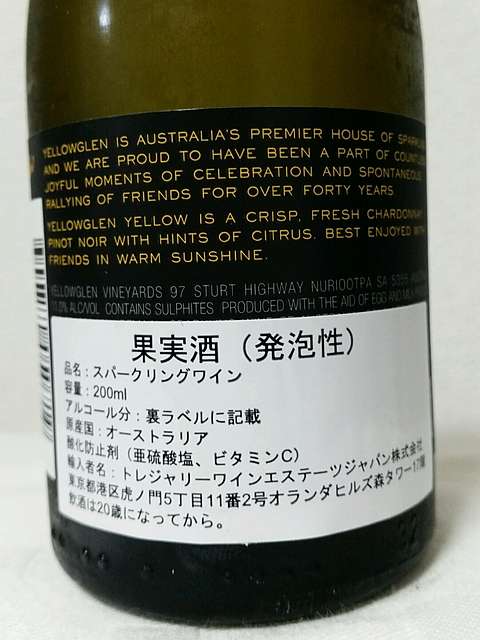 YELLOWGLEN IS AUSTRALIA'S PREMIER HOUSE OF
AND WE ARE PROUD TO HAVE BEEN A PART OF
JOYFUL MOMENTS OF CELEBRATION AND SPONTANEOUS
RALLYING OF FRIENDS FOR OVER FORTY YEARS
YELLOWGLEN YELLOW IS A CRISP, FRESH CHARDONNAY
PINOT NOIR WITH HINTS OF CITRUS. BEST ENJOYED WITH
FRIENDS IN WARM SUNSHINE.
YELLOWGLEN VINEYARDS 97 STURT HIGHWAY NURIOOTPA SA 5355
ALC/VOL CONTAINS SULPHITES PRODUCED WITH THE AID OF EGG AND
果実酒（発泡性）
品名：スパークリングワイン
容量：200ml
アルコール分：裏ラベルに記載
原産国：オーストラリア
酸化防止剤（亜硫酸塩、ビタミンC）
輸入者名：トレジャリーワインエステーツジャパン株式会社
東京都港区虎ノ門5丁目11番2号オランダヒルズ森タワー17階
飲酒は20歳になってから。